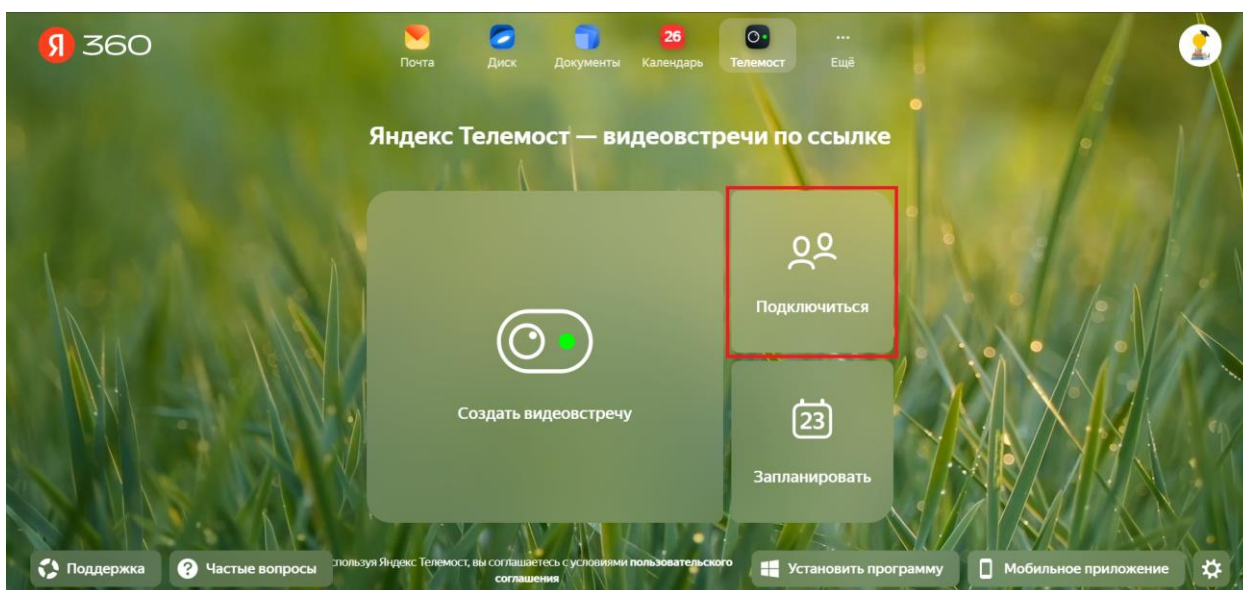 Я 360
26
Почта
Диск
Документы
Календарь
Телемост
Ещё
Яндекс Телемост — видеовстречи по ссылке
Подключиться
Создать видеовстречу
23
Запланировать
Поддержка
? Частые вопросы
спользуя Яндекс Телемост, вы соглашаетесь с условиями пользовательского
соглашения
Установить программу
Мобильное приложение